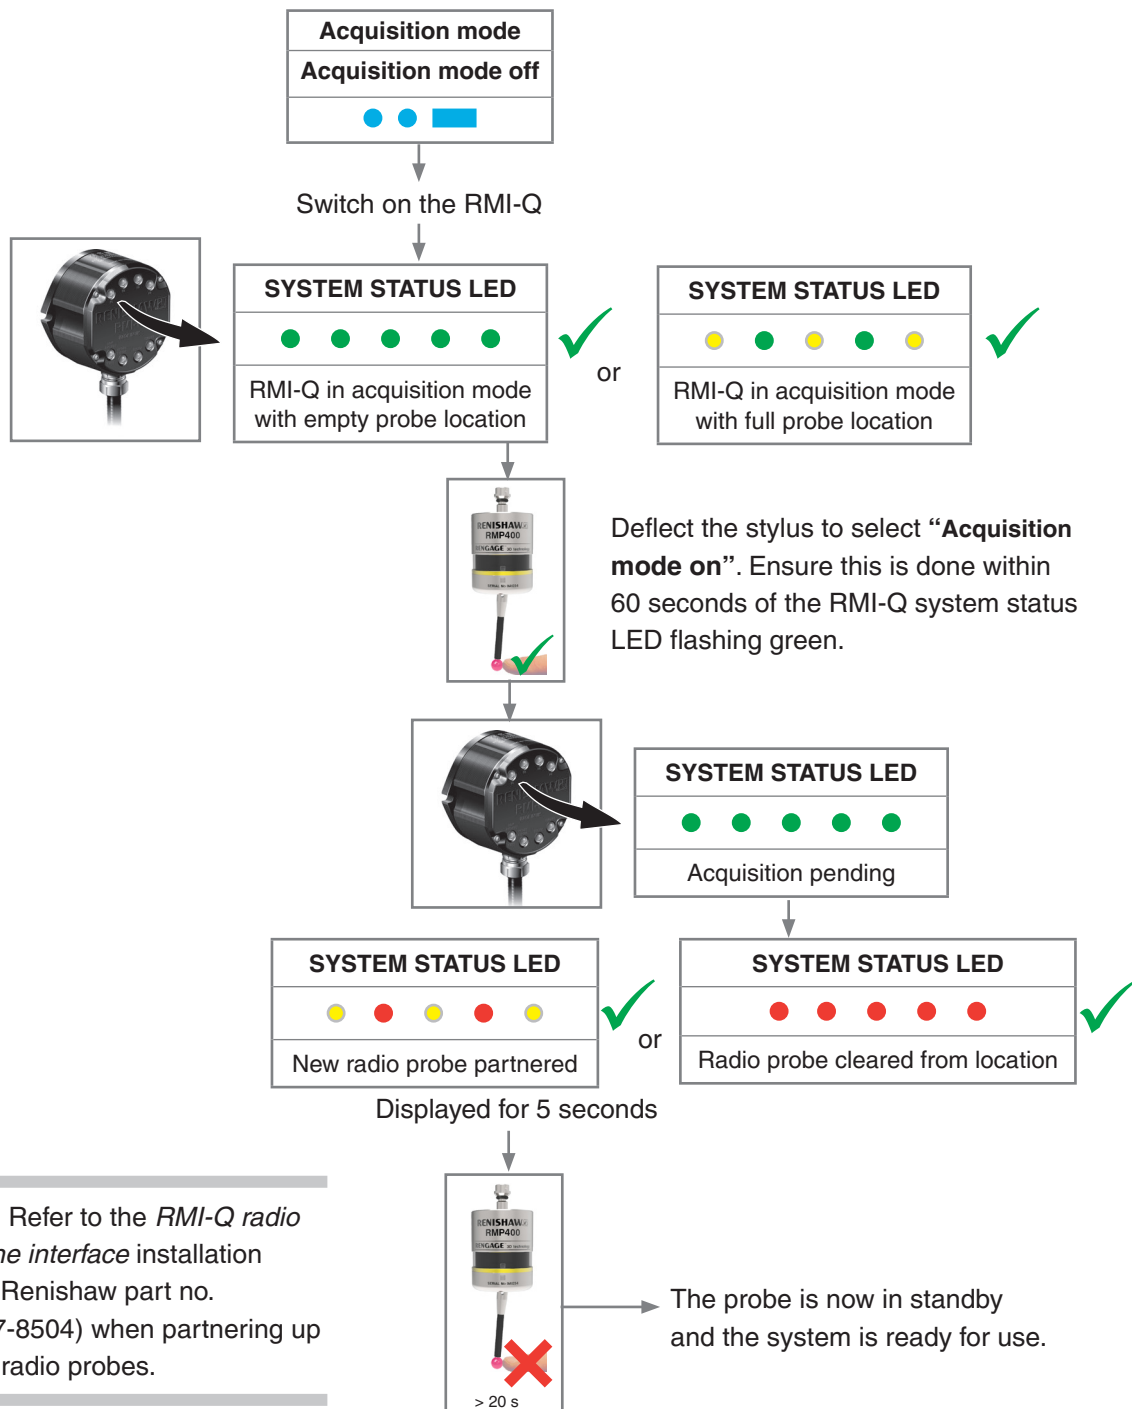 Acquisition mode
Acquisition mode off
Switch on the RMI-Q
SYSTEM STATUS LED
RMI-Q in acquisition mode
with empty probe location
or
SYSTEM STATUS LED
RMI-Q in acquisition mode
with full probe location
RENISHAW
RMP400
RENGAGE
Deflect the stylus to select “Acquisition
mode on”. Ensure this is done within
60 seconds of the RMI-Q system status
LED flashing green.
SYSTEM STATUS LED
Acquisition pending
SYSTEM STATUS LED
New radio probe partnered
or
SYSTEM STATUS LED
Radio probe cleared from location
Displayed for 5 seconds
Refer to the RMI-Q radio
ne interface installation
Renishaw part no.
7-8504) when partnering up
radio probes.
RENISHAW
RMP400
> 20 s
The probe is now in standby
and the system is ready for use.